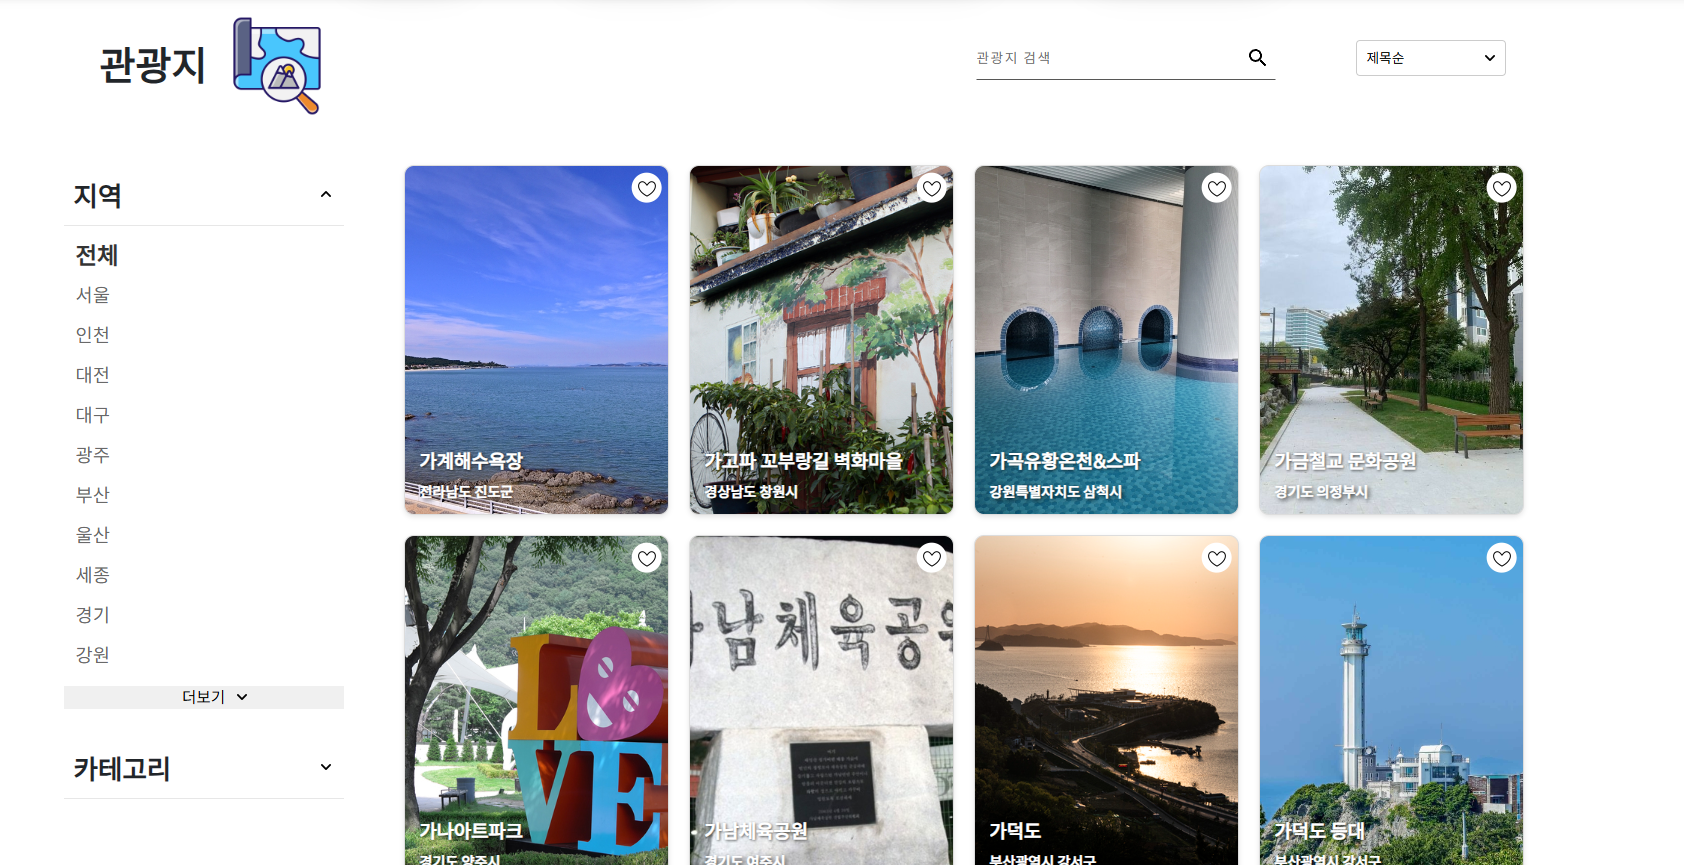 관광지
관광지 검색
제목순
지역
전체
서울
인천
대전
대구
광주
부산
울산
세종
경기
강원
더보기
카테고리
가계해수욕장
전라남도 진도군
가고파 꼬부랑길 벽화마을
경상남도 창원시
가곡유황온천&스파
강원특별자치도 삼척시
가금철교 문화공원
경기도 의정부시
LOVE
가나아트파크
경기도 양주시
가남체육공원
가남체육공원
경기도 여주시
가덕도
부산광역시 강서구
가덕도 등대
부산광역시 강서구